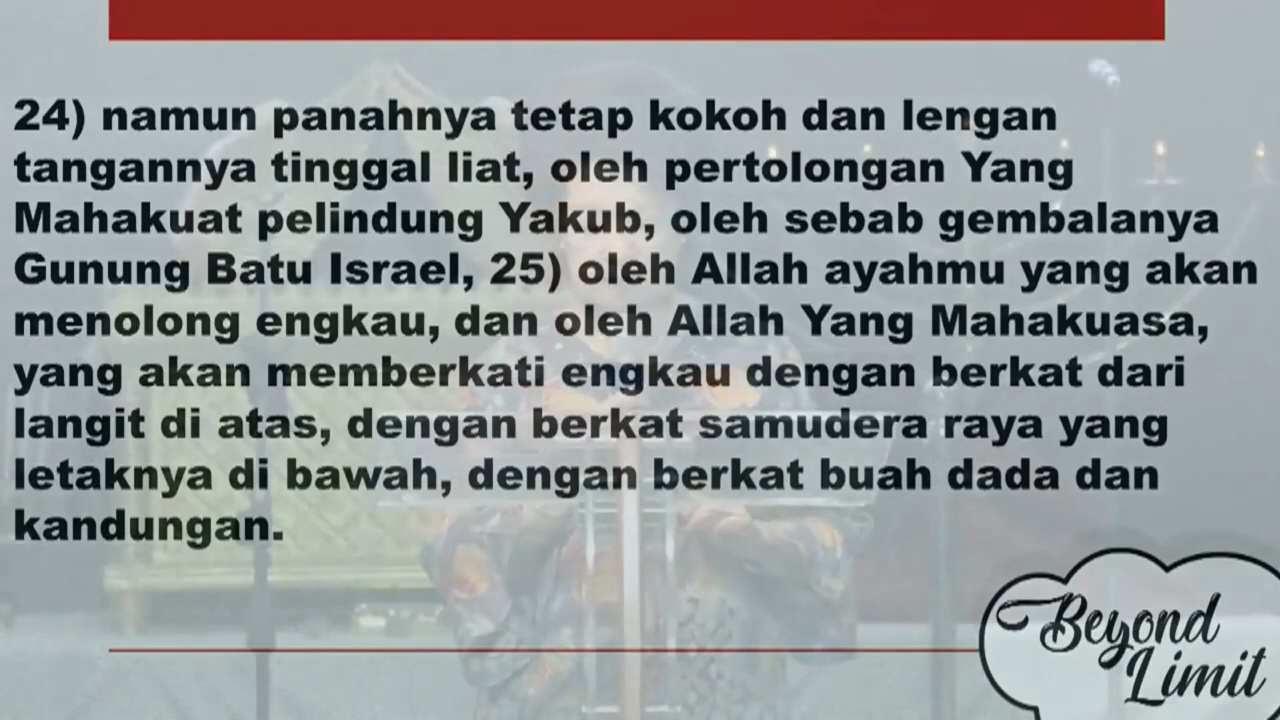 24) namun panahnya tetap kokoh dan lengan
tangannya tinggal liat, oleh pertolongan Yang
Mahakuat pelindung Yakub, oleh sebab gembalanya
Gunung Batu Israel, 25) oleh Allah ayahmu yang akan
menolong engkau, dan oleh Allah Yang Mahakuasa,
yang akan memberkati engkau dengan berkat dari
langit di atas, dengan berkat samudera raya yang
letaknya di bawah, dengan berkat buah dada dan
kandungan.
Beyond
Limit